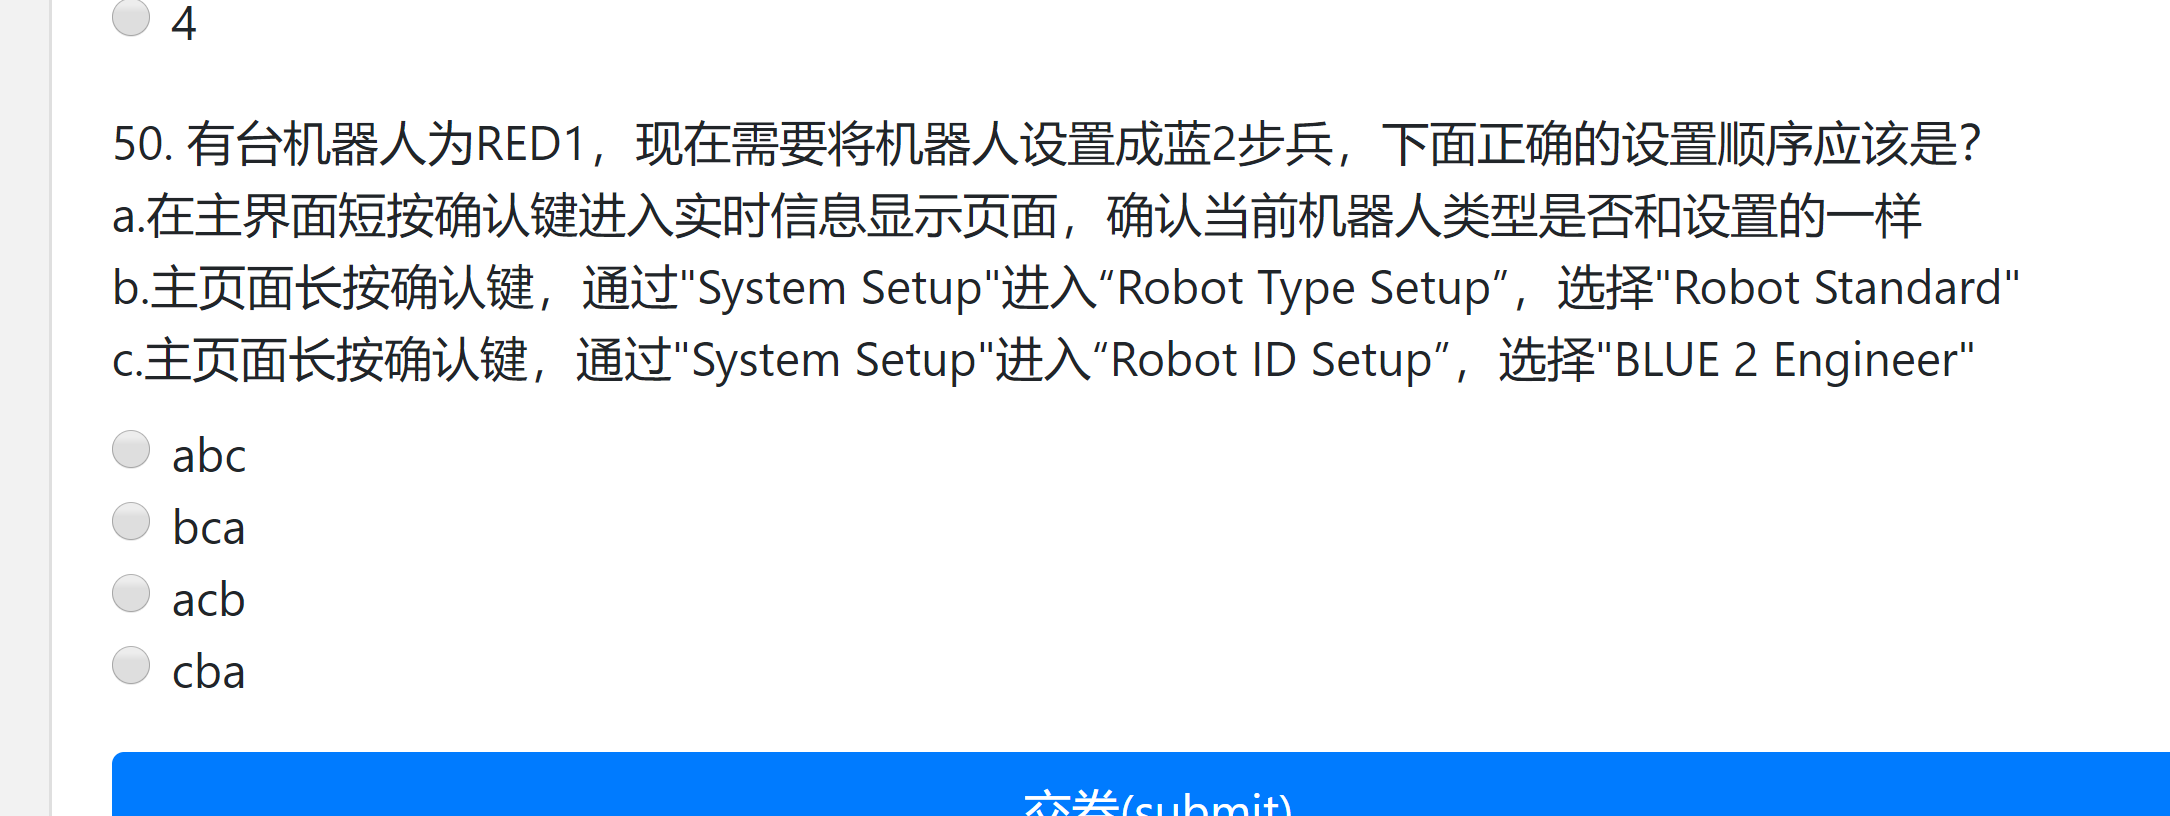 4
50. 有台机器人为RED1，现在需要将机器人设置成蓝2步兵，下面正确的设置顺序应该是?
a.在主界面短按确认键进入实时信息显示页面，确认当前机器人类型是否和设置的一样
b.主页面长按确认键，通过"System Setup"进入“Robot Type Setup”，选择"Robot Standard"
c.主页面长按确认键，通过"System Setup"进入“Robot ID Setup”，选择"BLUE 2 Engineer"
abc
bca
acb
cba
交卷(submit)